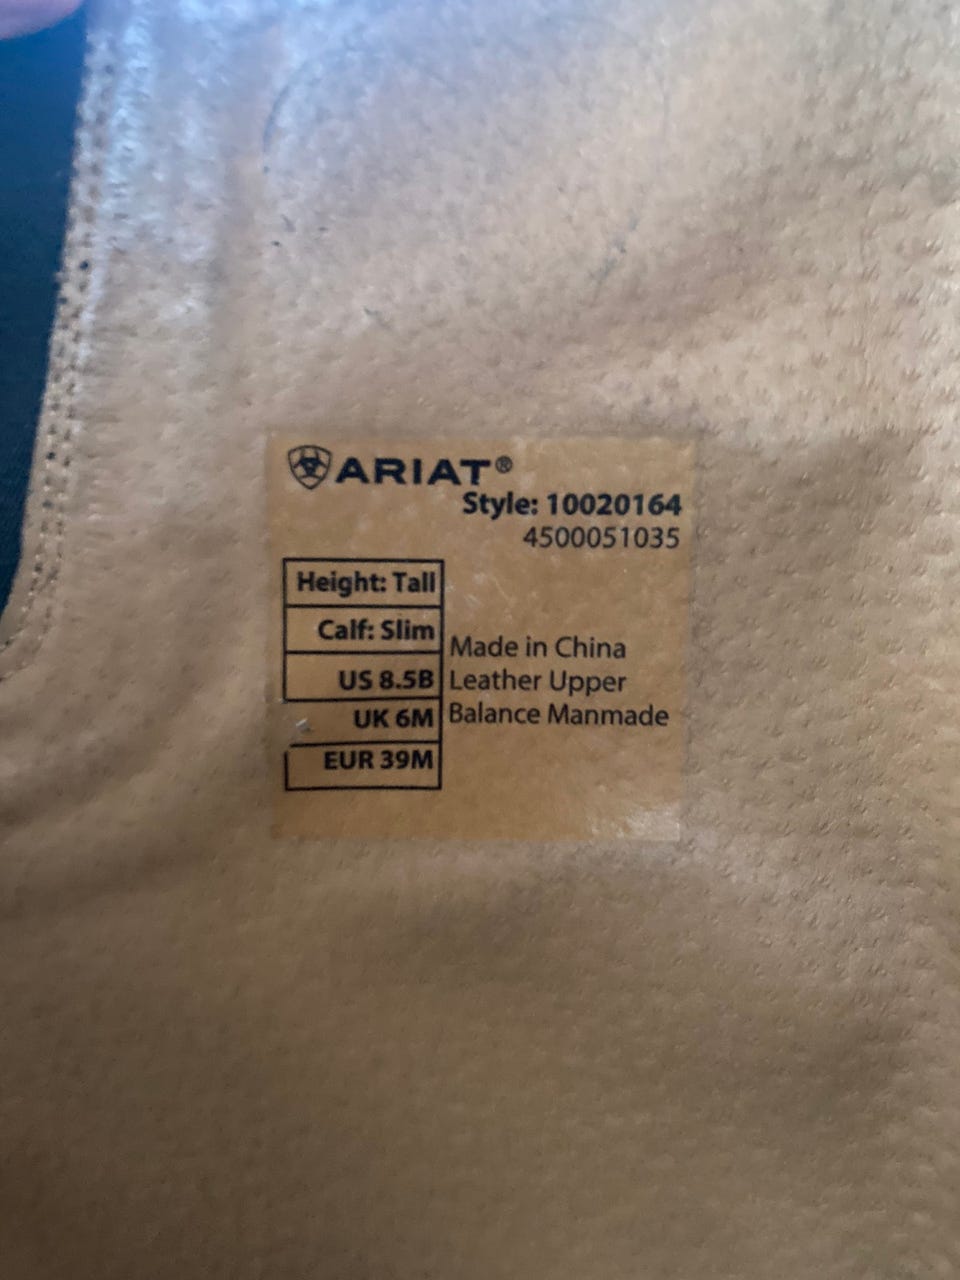 ARIAT®
Style: 10020164
4500051035
Height: Tall
Calf: Slim
US 8.5B
UK 6M
EUR 39M
Made in China
Leather Upper
Balance Manmade